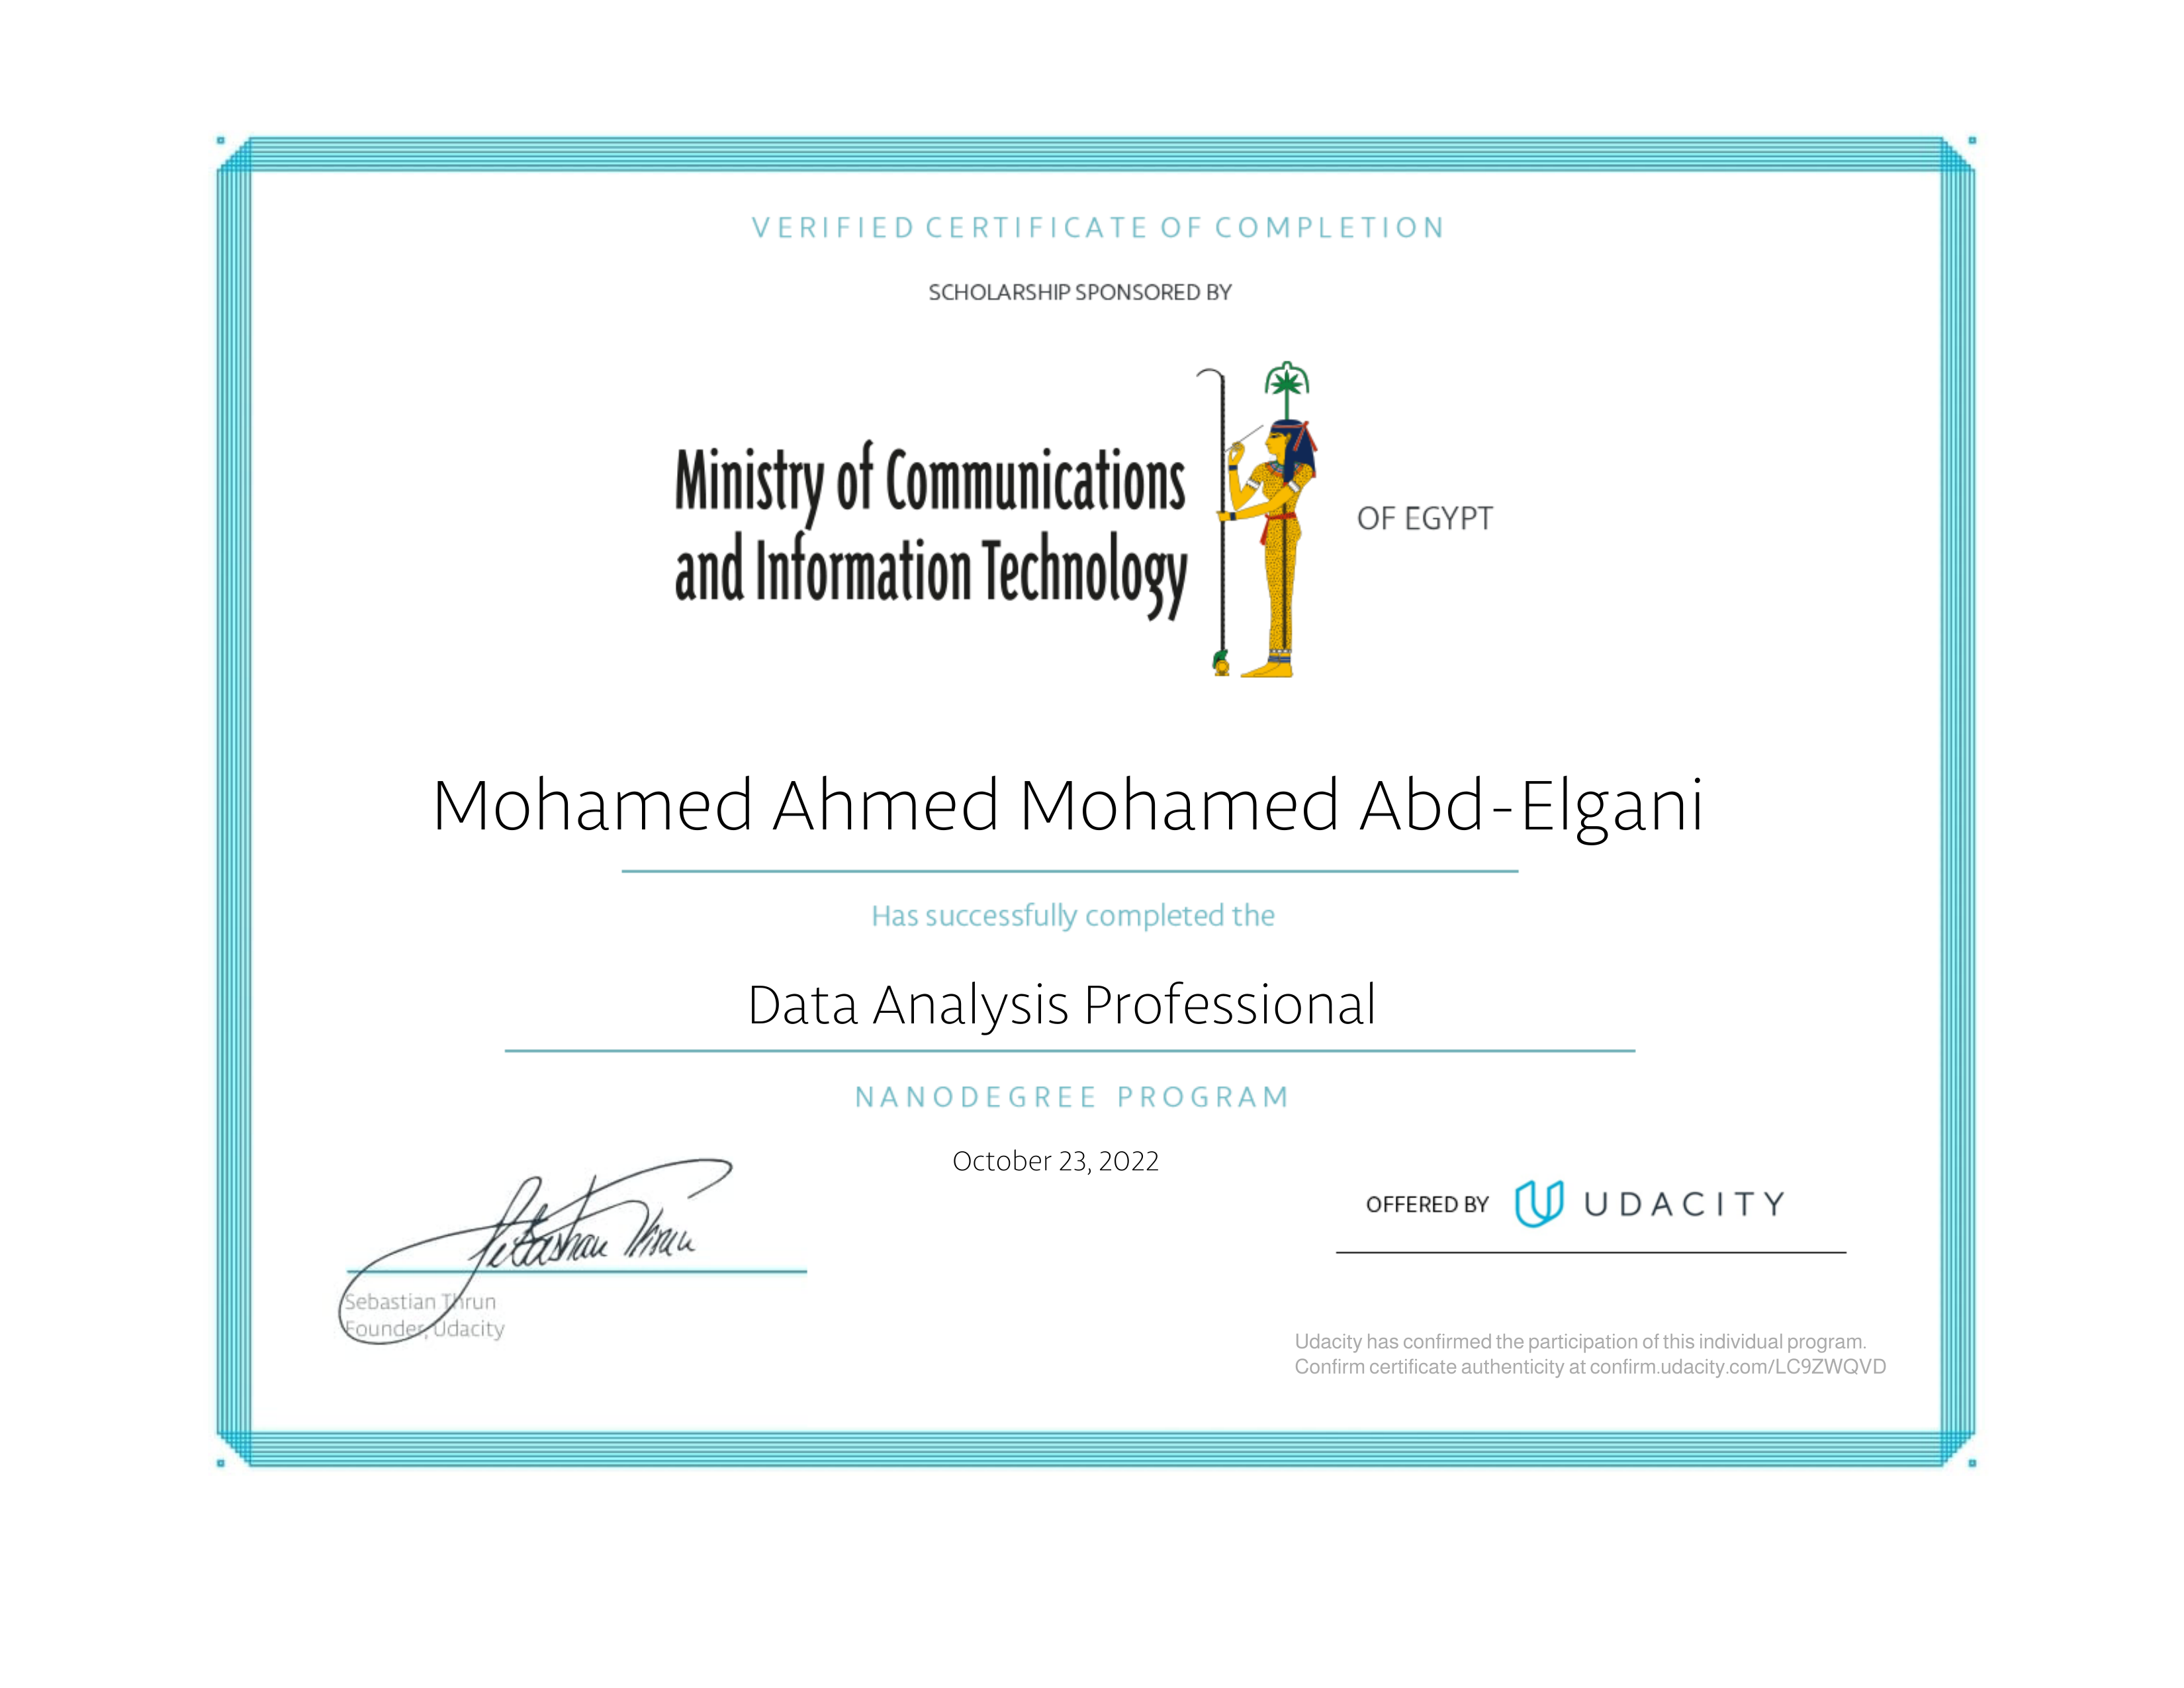 VERIFIED CERTIFICATE OF COMPLETION
SCHOLARSHIP SPONSORED BY
Ministry of Communications
and Information Technology
OF EGYPT
Mohamed Ahmed Mohamed Abd-Elgani
Has successfully completed the
Data Analysis Professional
NANODEGREE PROGRAM
October 23, 2022
Sebastian Thrun
Sebastian Thrun
Founder, Udacity
OFFERED BY UDACITY
Udacity has confirmed the participation of this individual program.
Confirm certificate authenticity at confirm.udacity.com/LC9ZWQVD